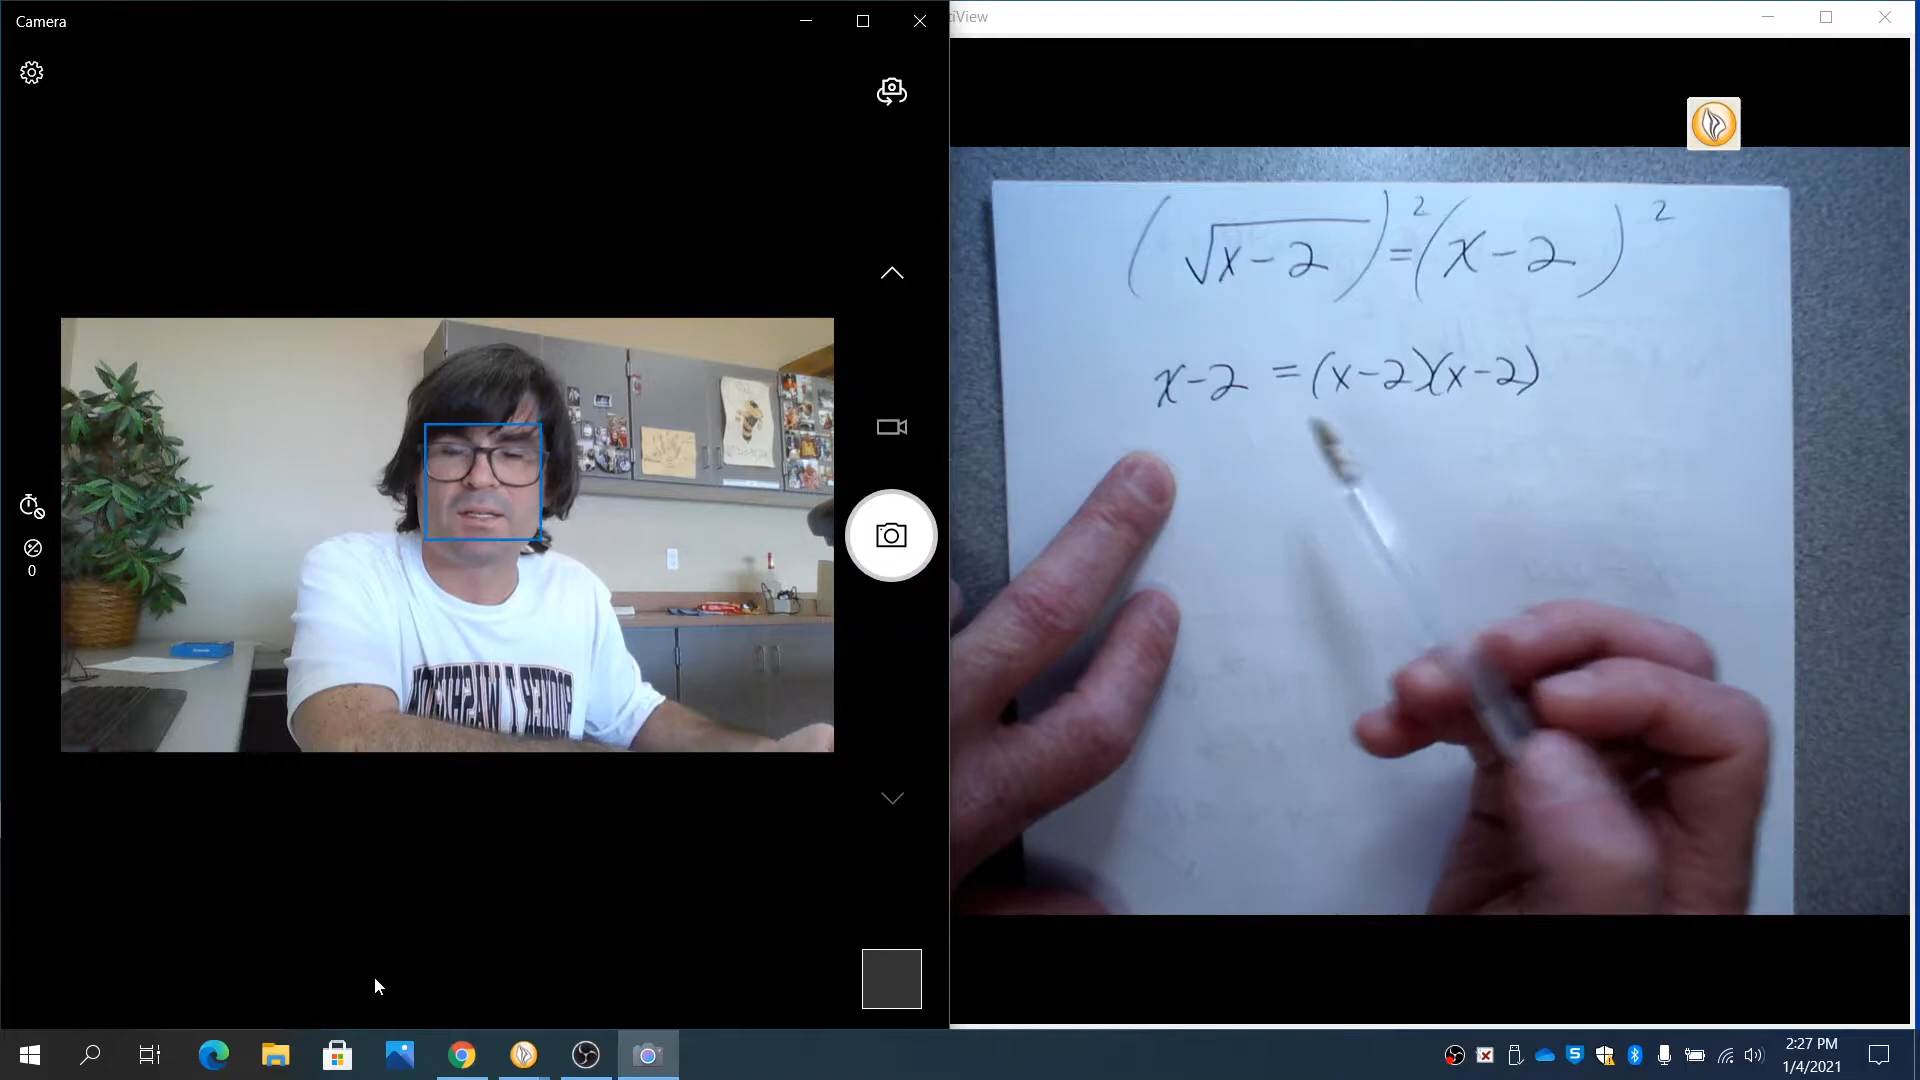 Camera
iView
(√x-2)² = (x-2)²
x-2 = (x-2)(x-2)
0
2:27 PM
1/4/2021